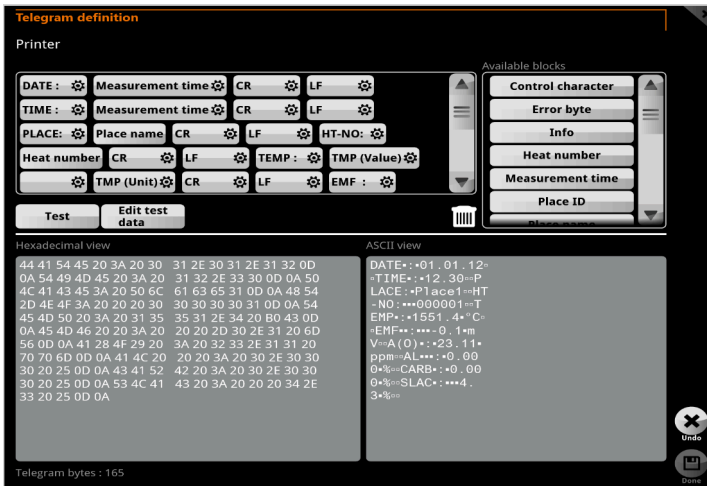 Telegram definition
Printer
Available blocks
DATE : Measurement time CR LF
TIME : Measurement time CR LF
PLACE: Place name CR LF HT-NO:
Heat number CR LF TEMP : TMP (Value)
TMP (Unit) CR LF EMF :
Control character
Error byte
Info
Heat number
Measurement time
Place ID
Place name
Test
Edit test data
Hexadecimal view
44 41 54 45 20 3A 20 30 31 2E 30 31 2E 31 32 0D
0A 54 49 4D 45 20 3A 20 31 32 2E 33 30 0D 0A 50
4C 41 43 45 3A 20 50 6C 61 63 65 31 0D 0A 48 54
2D 4E 4F 3A 20 20 20 30 30 30 30 30 31 0D 0A 54
45 4D 50 20 3A 20 31 35 35 31 2E 34 20 B0 43 0D
0A 45 4D 46 20 20 3A 20 20 20 2D 30 2E 31 20 6D
56 0D 0A 41 28 4F 29 20 3A 20 32 33 2E 31 31 20
70 70 6D 0D 0A 41 4C 20 20 20 3A 20 30 2E 30 30
30 20 25 0D 0A 43 41 52 42 20 3A 20 30 2E 30 30
30 20 25 0D 0A 53 4C 41 43 20 3A 20 20 20 34 2E
33 20 25 0D 0A
ASCII view
DATE▪:▪01.01.12▫
▫TIME▪:▪12.30▫▫P
LACE:▪Place1▫▫HT
-NO:▪▪▪000001▫▫T
EMP▪:▪1551.4▪°C▫
▫EMF▪▪:▪▪▪-0.1▪m
V▫▫A(O)▪:▪23.11▪
ppm▫▫AL▪▪▪:▪0.00
0▪%▫▫CARB▪:▪0.00
0▪%▫▫SLAC▪:▪▪▪4.
3▪%▫▫
Undo
Telegram bytes : 165
Done